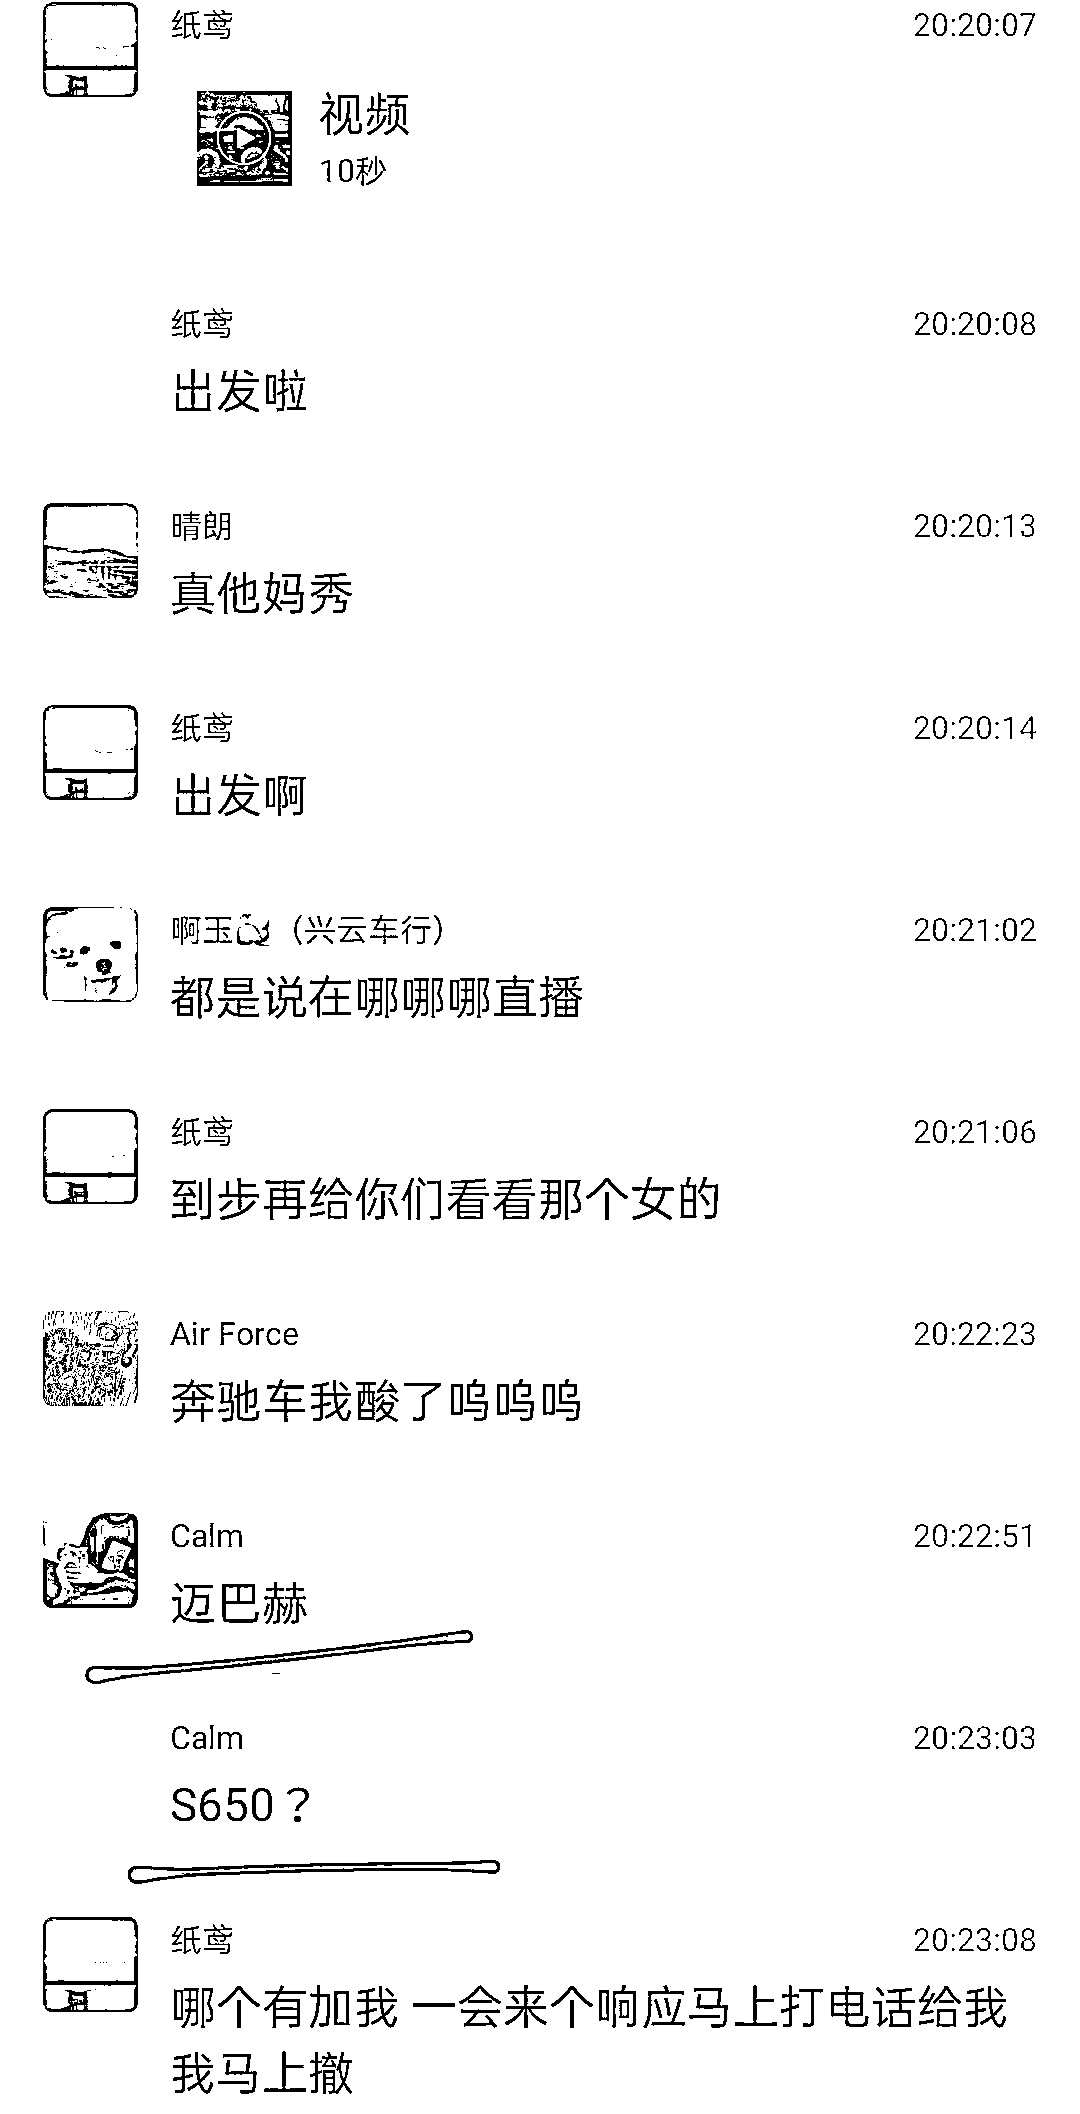 纸鸢 20:20:07
视频
10秒
纸鸢 20:20:08
出发啦
晴朗 20:20:13
真他妈秀
纸鸢 20:20:14
出发啊
啊玉（兴云车行） 20:21:02
都是说在哪哪哪直播
纸鸢 20:21:06
到步再给你们看看那个女的
Air Force 20:22:23
奔驰车我酸了呜呜呜
Calm 20:22:51
迈巴赫
Calm 20:23:03
S650？
纸鸢 20:23:08
哪个有加我 一会来个响应马上打电话给我
我马上撤